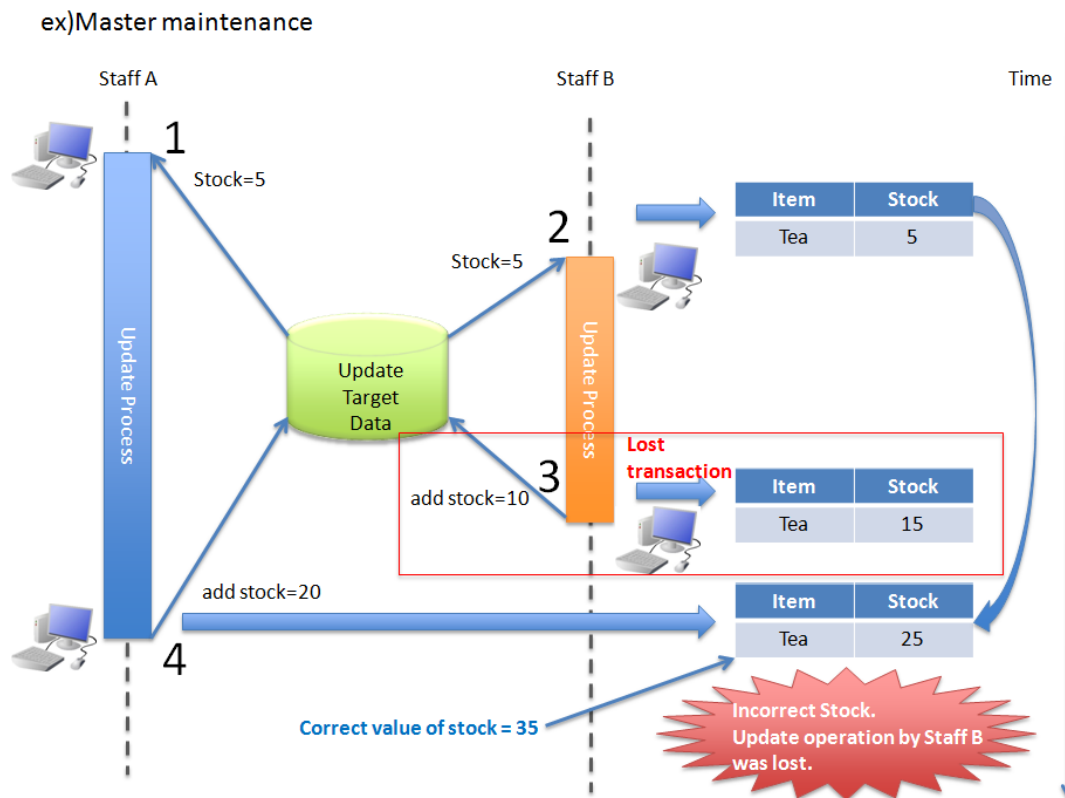 ex)Master maintenance
Staff A
Staff B
Time
1
Stock=5
2
Stock=5
Item Stock
Tea 5
Update Process
Update
Target
Data
Update Process
Lost
transaction
3
add stock=10
Item Stock
Tea 15
add stock=20
4
Item Stock
Tea 25
Correct value of stock = 35
Incorrect Stock.
Update operation by Staff B
was lost.